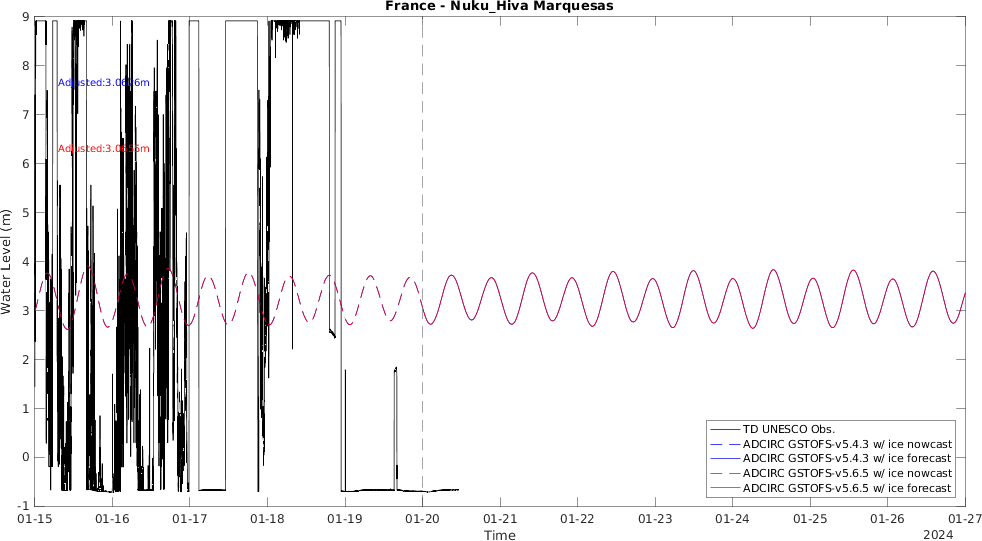 France - Nuku_Hiva Marquesas
9
8
7
6
5
4
3
2
1
0
-1
Water Level (m)
Adjusted:3.0686m
TD UNESCO Obs.
ADCIRC GSTOFS-v5.4.3 w/ ice nowcast
ADCIRC GSTOFS-v5.4.3 w/ ice forecast
ADCIRC GSTOFS-v5.6.5 w/ ice nowcast
ADCIRC GSTOFS-v5.6.5 w/ ice forecast
01-15 01-16 01-17 01-18 01-19 01-20 01-21 01-22 01-23 01-24 01-25 01-26 01-27
Time
2024